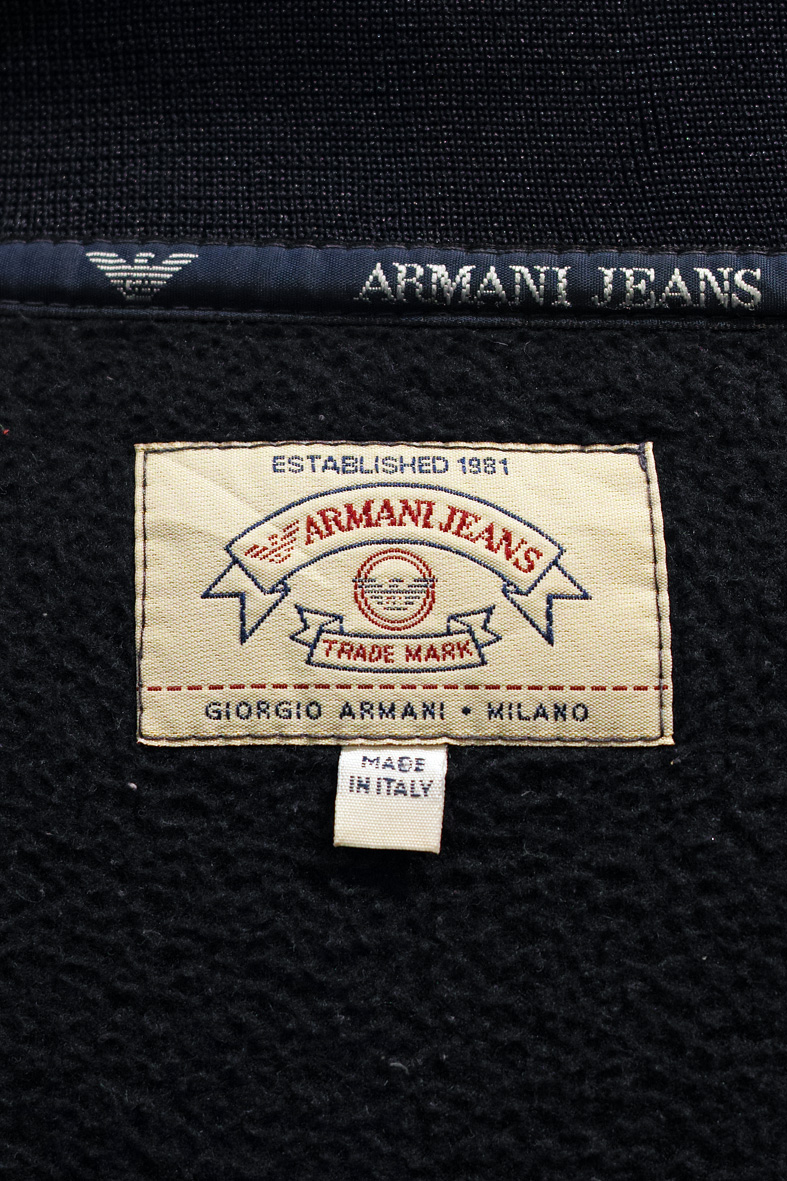 ARMANI JEANS
ESTABLISHED 1981
ARMANI JEANS
TRADE MARK
GIORGIO ARMANI • MILANO
MADE
IN ITALY